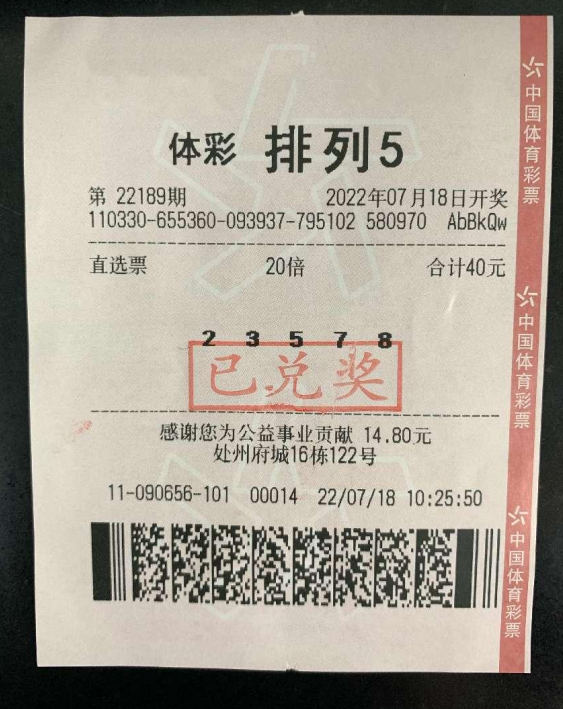 体彩 排列5
第 22189期 2022年07月18日开奖
110330-655360-093937-795102 580970 AbBkQw
直选票 20倍 合计40元
2 3 5 7 8
已兑奖
感谢您为公益事业贡献 14.80元
处州府城16栋122号
11-090656-101 00014 22/07/18 10:25:50
中国体育彩票
中国体育彩票
中国体育彩票